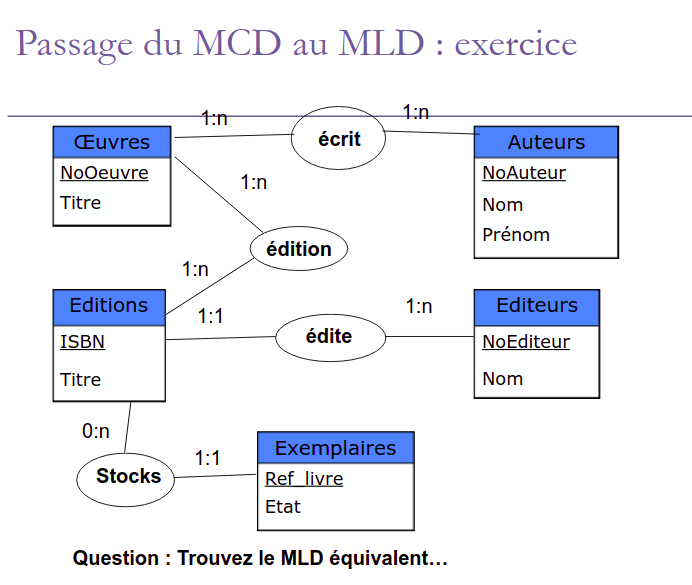 Passage du MCD au MLD : exercice
1:n
1:n
Œuvres
écrit
Auteurs
NoOeuvre
Titre
1:n
NoAuteur
Nom
Prénom
édition
1:n
Editions
1:1
1:n
Editeurs
ISBN
édite
NoEditeur
Titre
Nom
0:n
1:1
Exemplaires
Stocks
Ref_livre
Etat
Question : Trouvez le MLD équivalent…